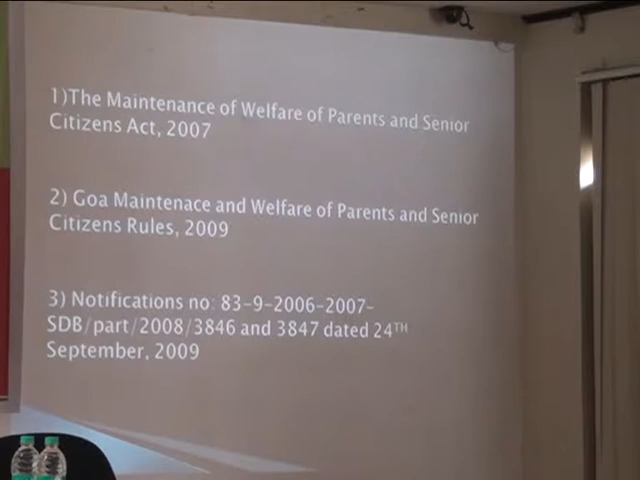 1)The Maintenance of Welfare of Parents and Senior
Citizens Act, 2007
2) Goa Maintenace and Welfare of Parents and Senior
Citizens Rules, 2009
3) Notifications no: 83-9-2006-2007-
SDB/part/2008/3846 and 3847 dated 24TH
September, 2009